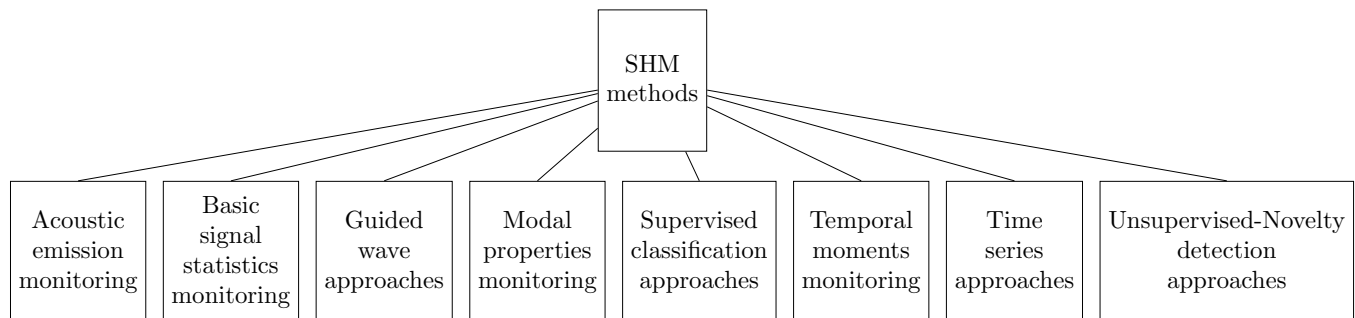 SHM
methods
Acoustic
emission
monitoring
Basic
signal
statistics
monitoring
Guided
wave
approaches
Modal
properties
monitoring
Supervised
classification
approaches
Temporal
moments
monitoring
Time
series
approaches
Unsupervised-Novelty
detection
approaches